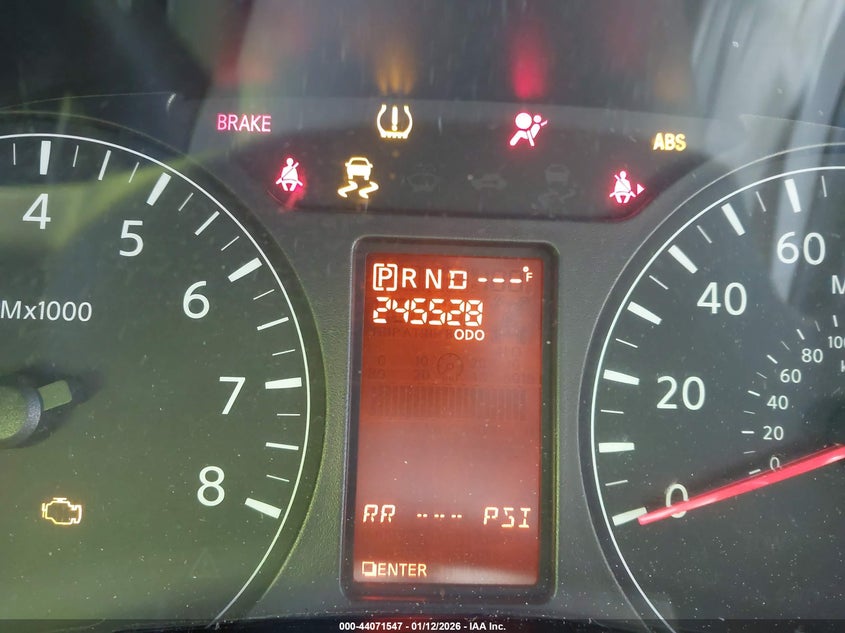 BRAKE
ABS
4
5
6
7
8
Mx1000
[P] R N D ---°F
245528
ODO
RR --- PSI
ENTER
60
40
20
0
M
100
80
60
40
20
0
000-44071547 - 01/12/2026 - IAA Inc.